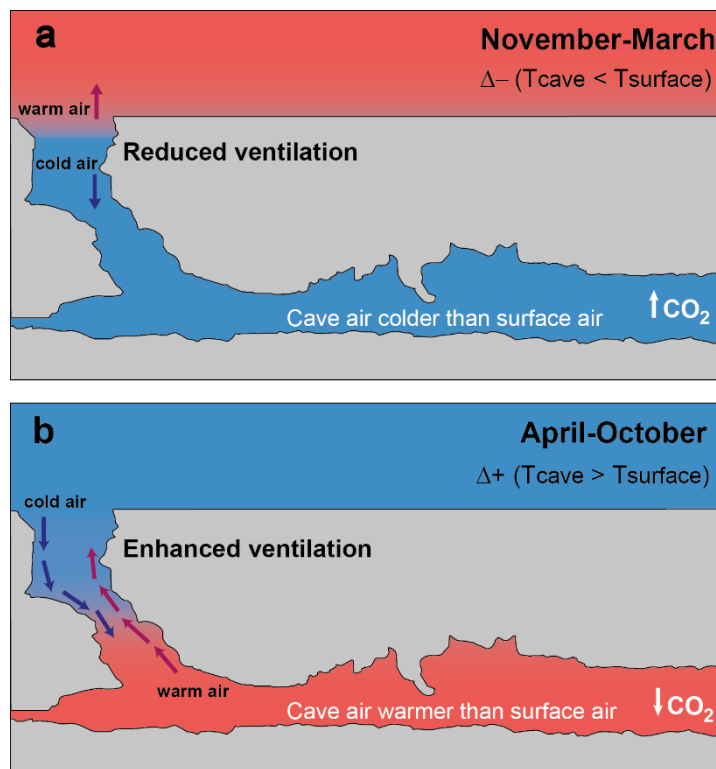 a
November-March
Δ− (Tcave < Tsurface)
warm air
Reduced ventilation
cold air
Cave air colder than surface air
↑CO₂
b
April-October
Δ+ (Tcave > Tsurface)
cold air
Enhanced ventilation
warm air
Cave air warmer than surface air
↓CO₂